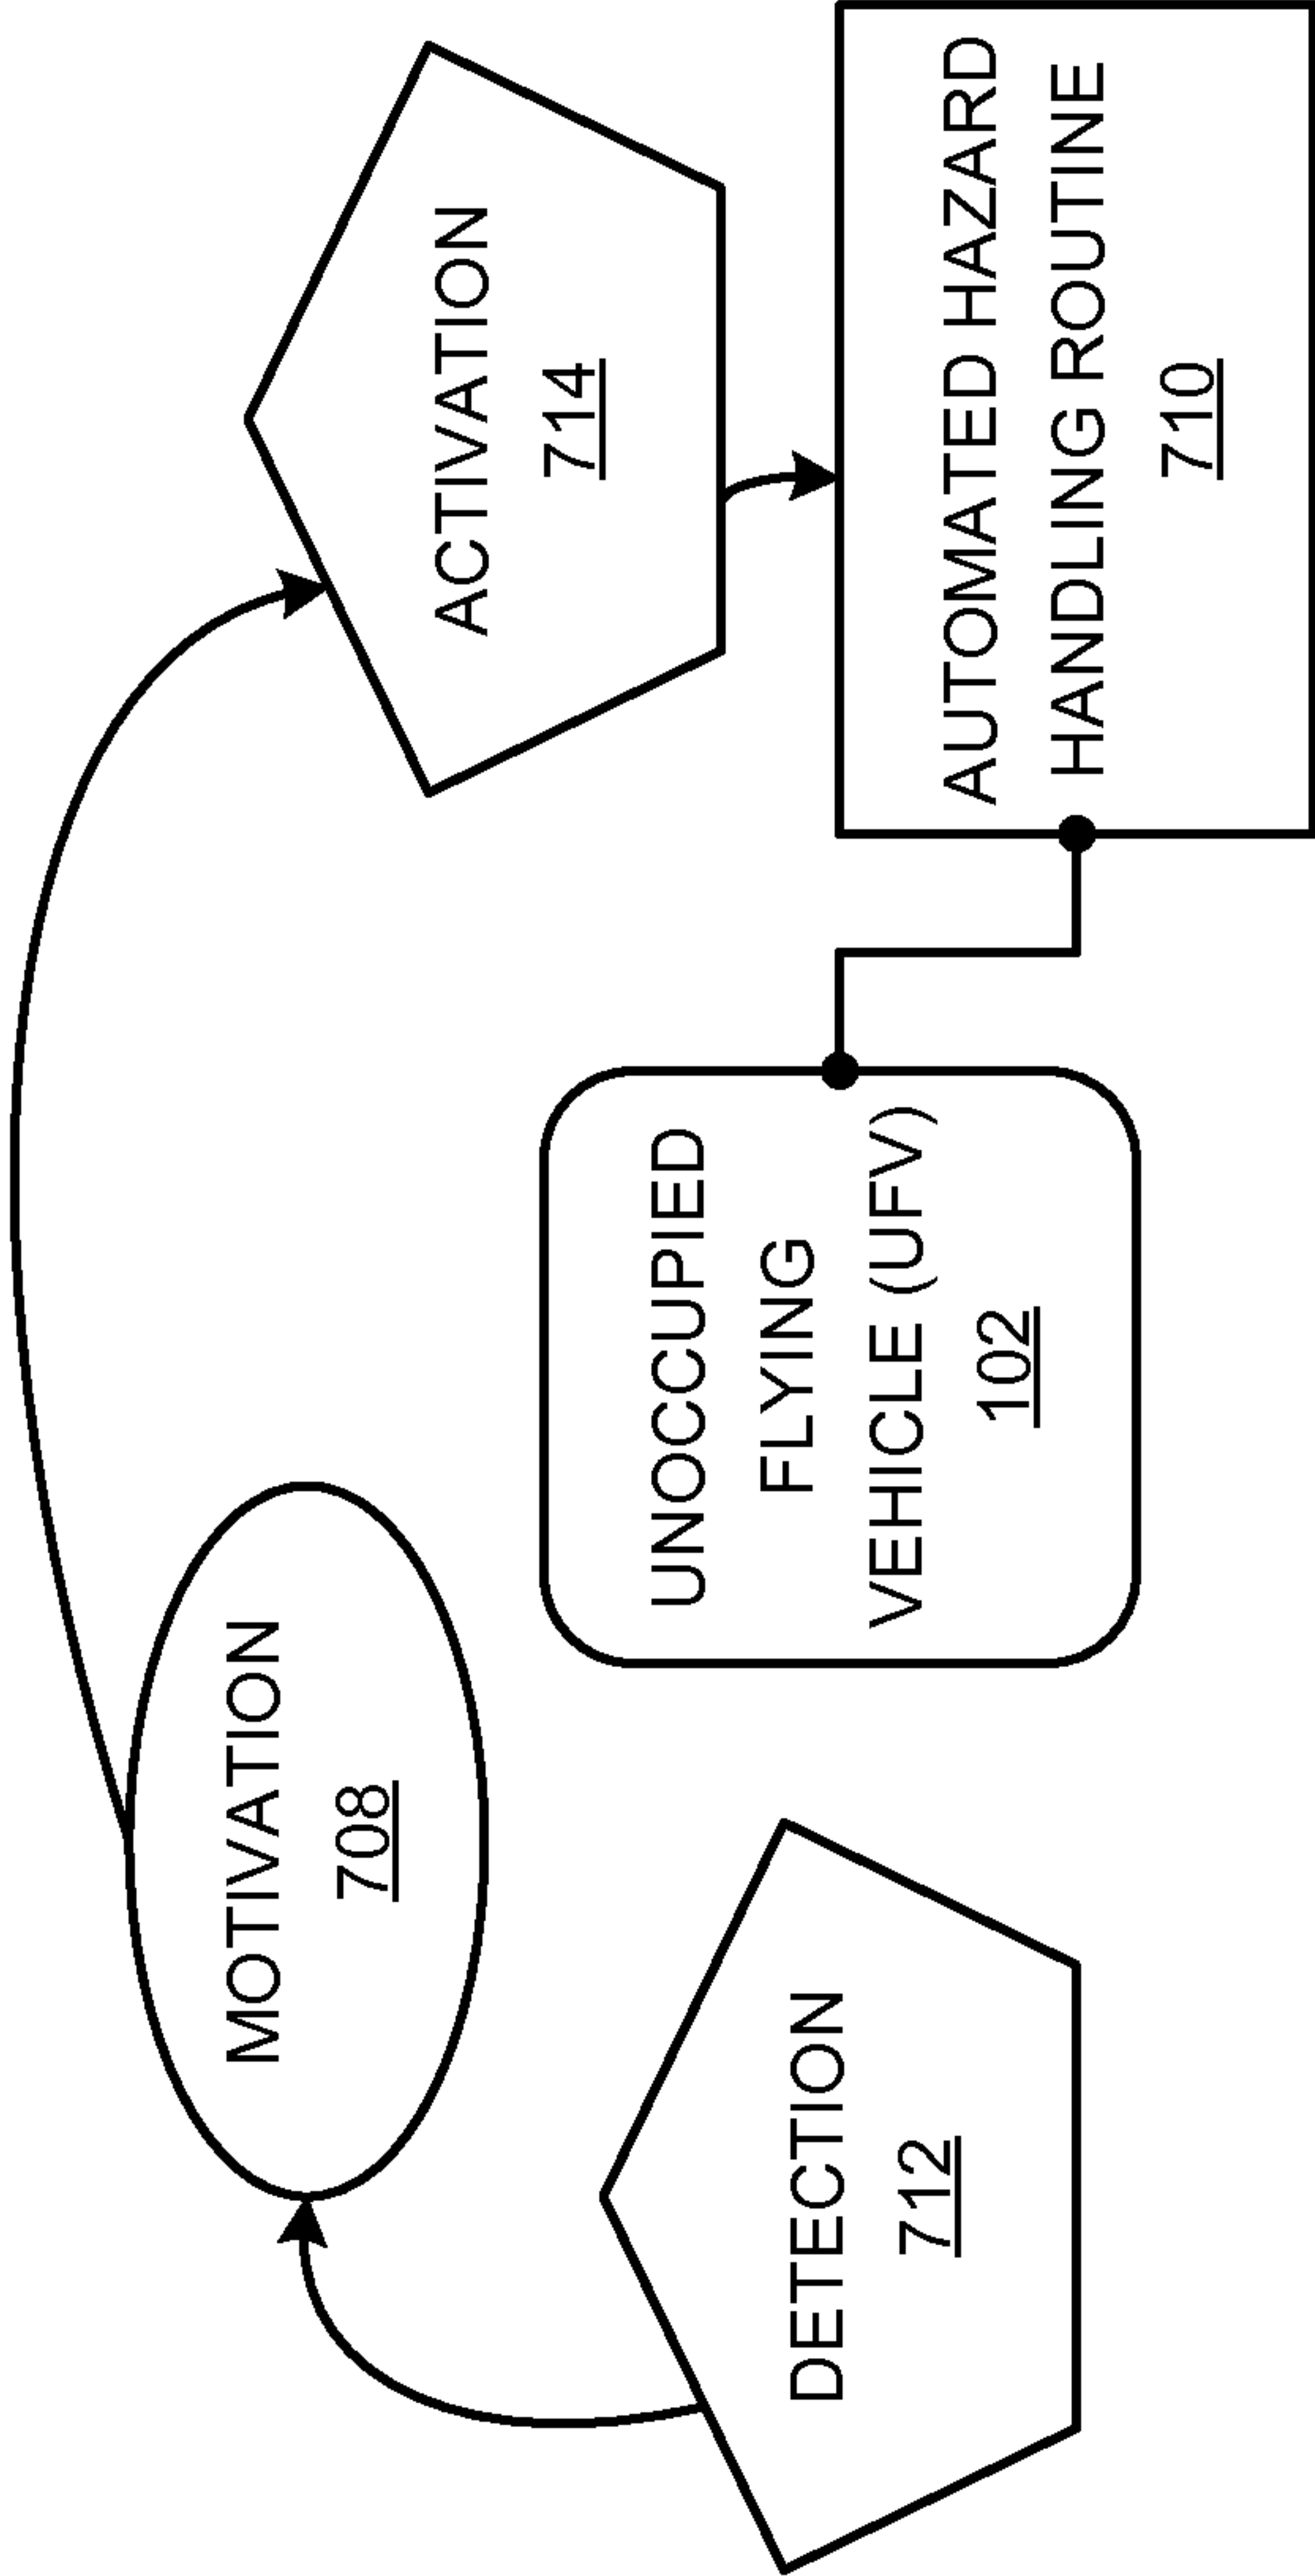 MOTIVATION
708
ACTIVATION
714
DETECTION
712
UNOCCUPIED
FLYING
VEHICLE (UFV)
102
AUTOMATED HAZARD
HANDLING ROUTINE
710